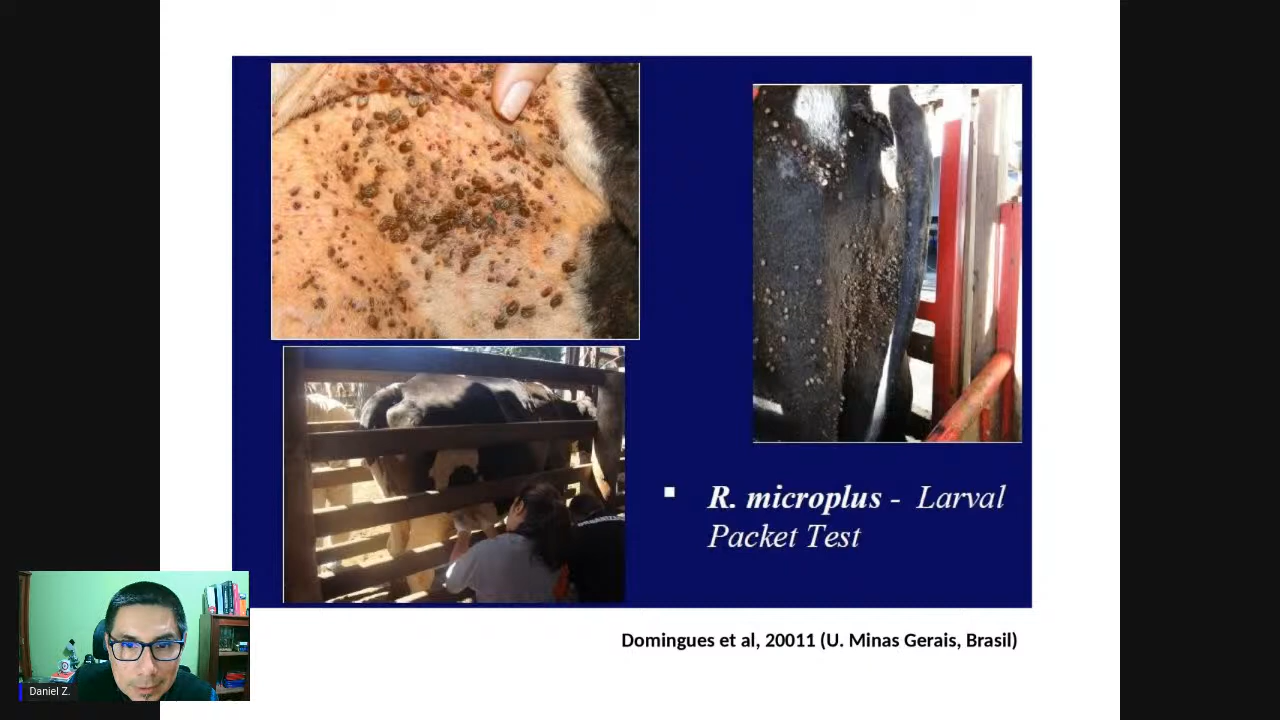 R. microplus - Larval
Packet Test
Domingues et al, 20011 (U. Minas Gerais, Brasil)
Daniel Z.